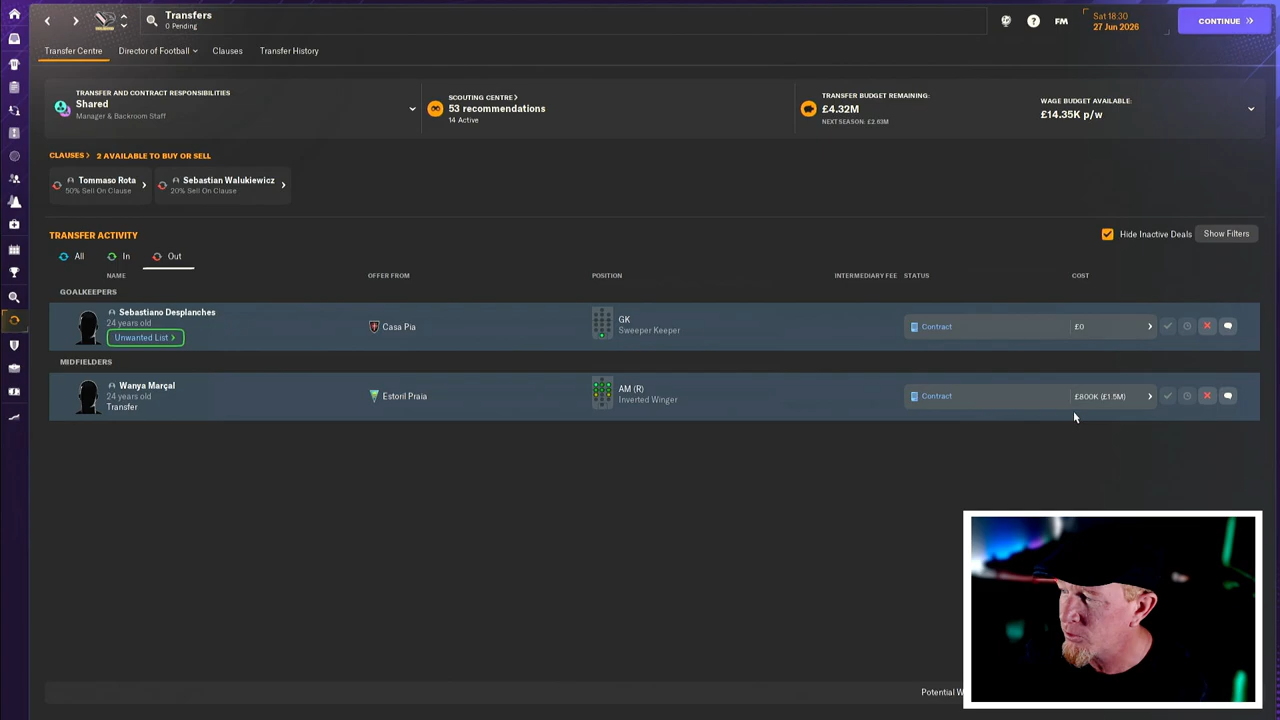 Transfers
0 Pending
FM
Sat 18:30
27 Jun 2026
CONTINUE
Transfer Centre
Director of Football
Clauses
Transfer History
TRANSFER AND CONTRACT RESPONSIBILITIES
Shared
Manager & Backroom Staff
SCOUTING CENTRE
53 recommendations
14 Active
TRANSFER BUDGET REMAINING:
£4.32M
NEXT SEASON: £2.63M
WAGE BUDGET AVAILABLE:
£14.35K p/w
CLAUSES 2 AVAILABLE TO BUY OR SELL
Tommaso Rota
50% Sell On Clause
Sebastian Walukiewicz
20% Sell On Clause
TRANSFER ACTIVITY
Hide Inactive Deals
Show Filters
All
In
Out
NAME
OFFER FROM
POSITION
INTERMEDIARY FEE
STATUS
COST
GOALKEEPERS
Sebastiano Desplanches
24 years old
Unwanted List
Casa Pia
GK
Sweeper Keeper
Contract
£0
MIDFIELDERS
Wanya Marçal
24 years old
Transfer
Estoril Praia
AM (R)
Inverted Winger
Contract
£800K (£1.5M)
Potential